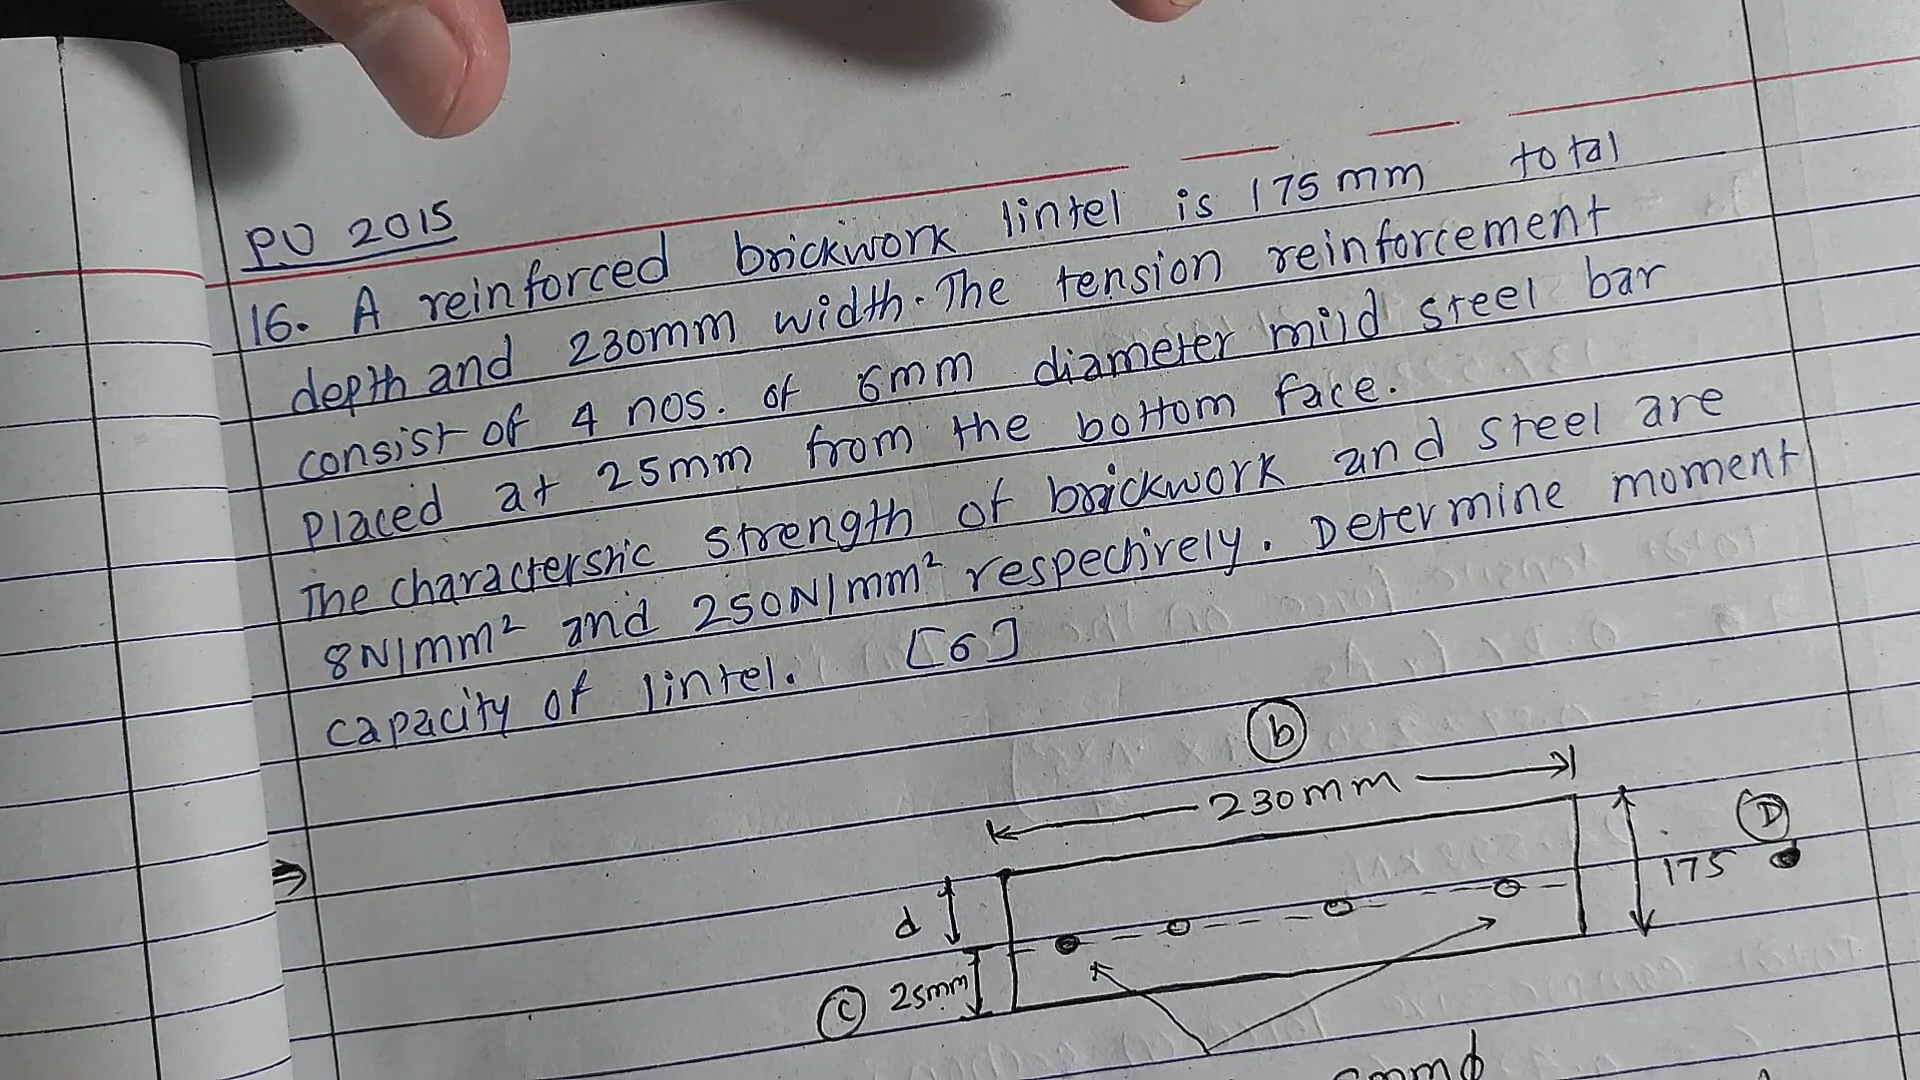 PU 2015
16. A reinforced brickwork lintel is 175mm total
depth and 230mm width. The tension reinforcement
consist of 4 nos. of 6mm diameter mild steel bar
placed at 25mm from the bottom face.
The characterstic strength of brickwork and steel are
8N/mm² and 250N/mm² respectively. Determine moment
capacity of lintel. [6]
b
230mm
⇒
d
175
D
C 25mm